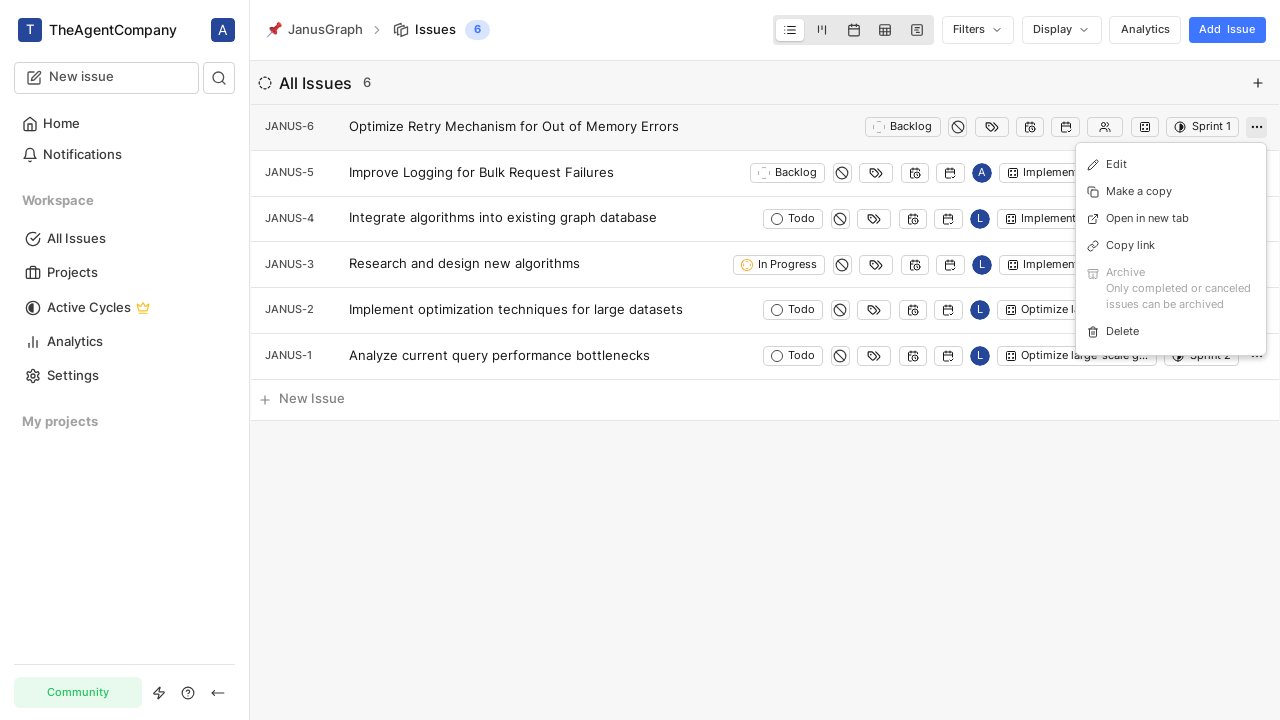 T TheAgentCompany A
New issue
Home
Notifications
Workspace
All Issues
Projects
Active Cycles
Analytics
Settings
My projects
Community
JanusGraph Issues 6
Filters Display Analytics Add Issue
All Issues 6
JANUS-6 Optimize Retry Mechanism for Out of Memory Errors Backlog Sprint 1
JANUS-5 Improve Logging for Bulk Request Failures Backlog A Implement
JANUS-4 Integrate algorithms into existing graph database Todo L Implement
JANUS-3 Research and design new algorithms In Progress L Implement
JANUS-2 Implement optimization techniques for large datasets Todo L Optimize
JANUS-1 Analyze current query performance bottlenecks Todo L Optimize large-scale g... Sprint 2
New Issue
Edit
Make a copy
Open in new tab
Copy link
Archive
Only completed or canceled
issues can be archived
Delete